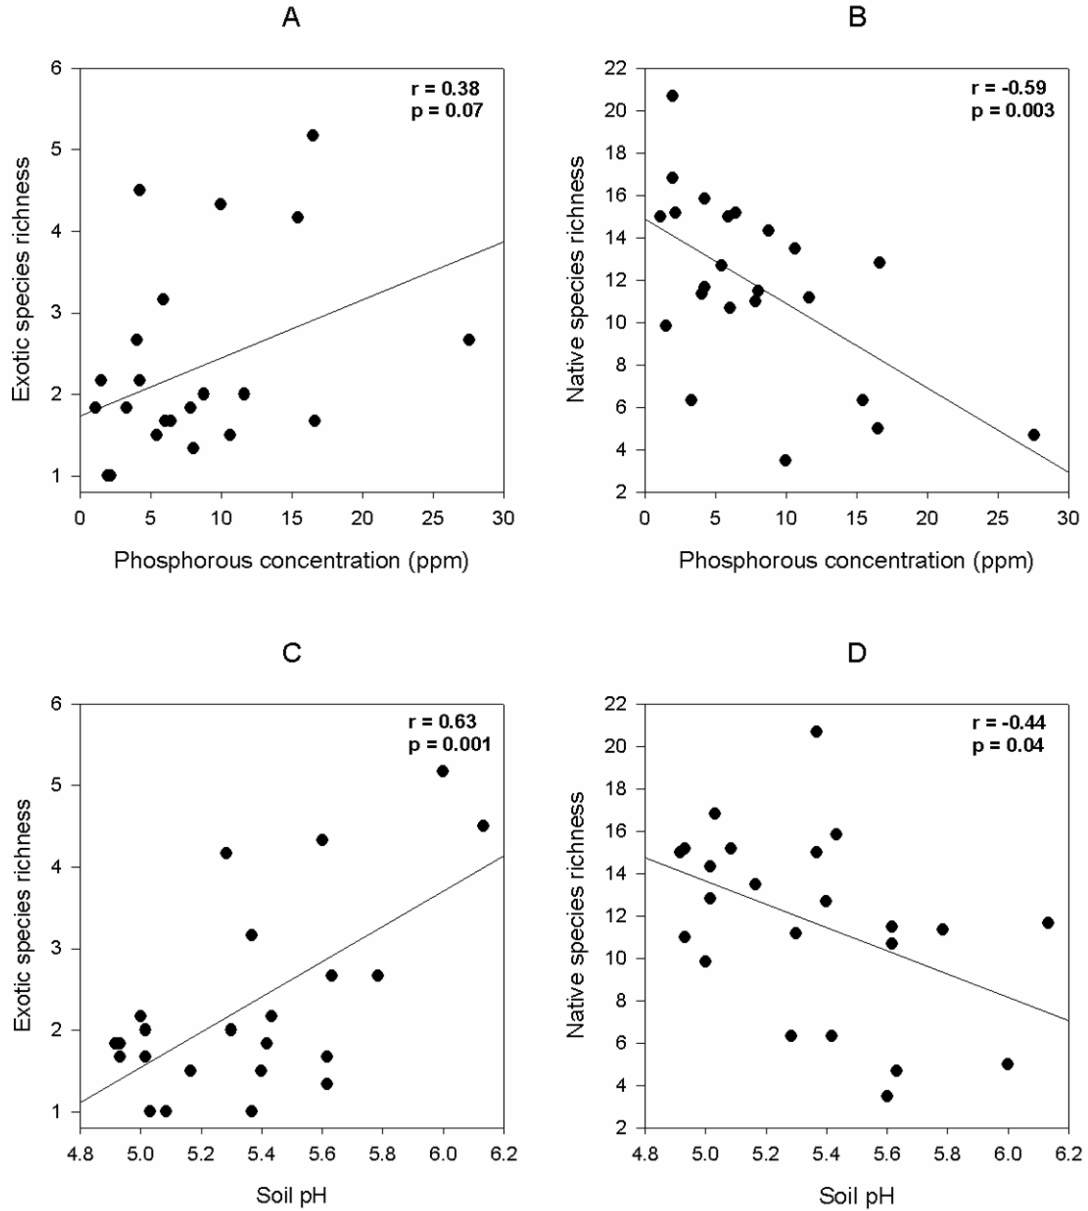 A
r = 0.38
p = 0.07
6
5
4
3
2
1
Exotic species richness
0 5 10 15 20 25 30
Phosphorous concentration (ppm)
B
r = -0.59
p = 0.003
22
20
18
16
14
12
10
8
6
4
2
Native species richness
0 5 10 15 20 25 30
Phosphorous concentration (ppm)
C
r = 0.63
p = 0.001
6
5
4
3
2
1
Exotic species richness
4.8 5.0 5.2 5.4 5.6 5.8 6.0 6.2
Soil pH
D
r = -0.44
p = 0.04
22
20
18
16
14
12
10
8
6
4
2
Native species richness
4.8 5.0 5.2 5.4 5.6 5.8 6.0 6.2
Soil pH